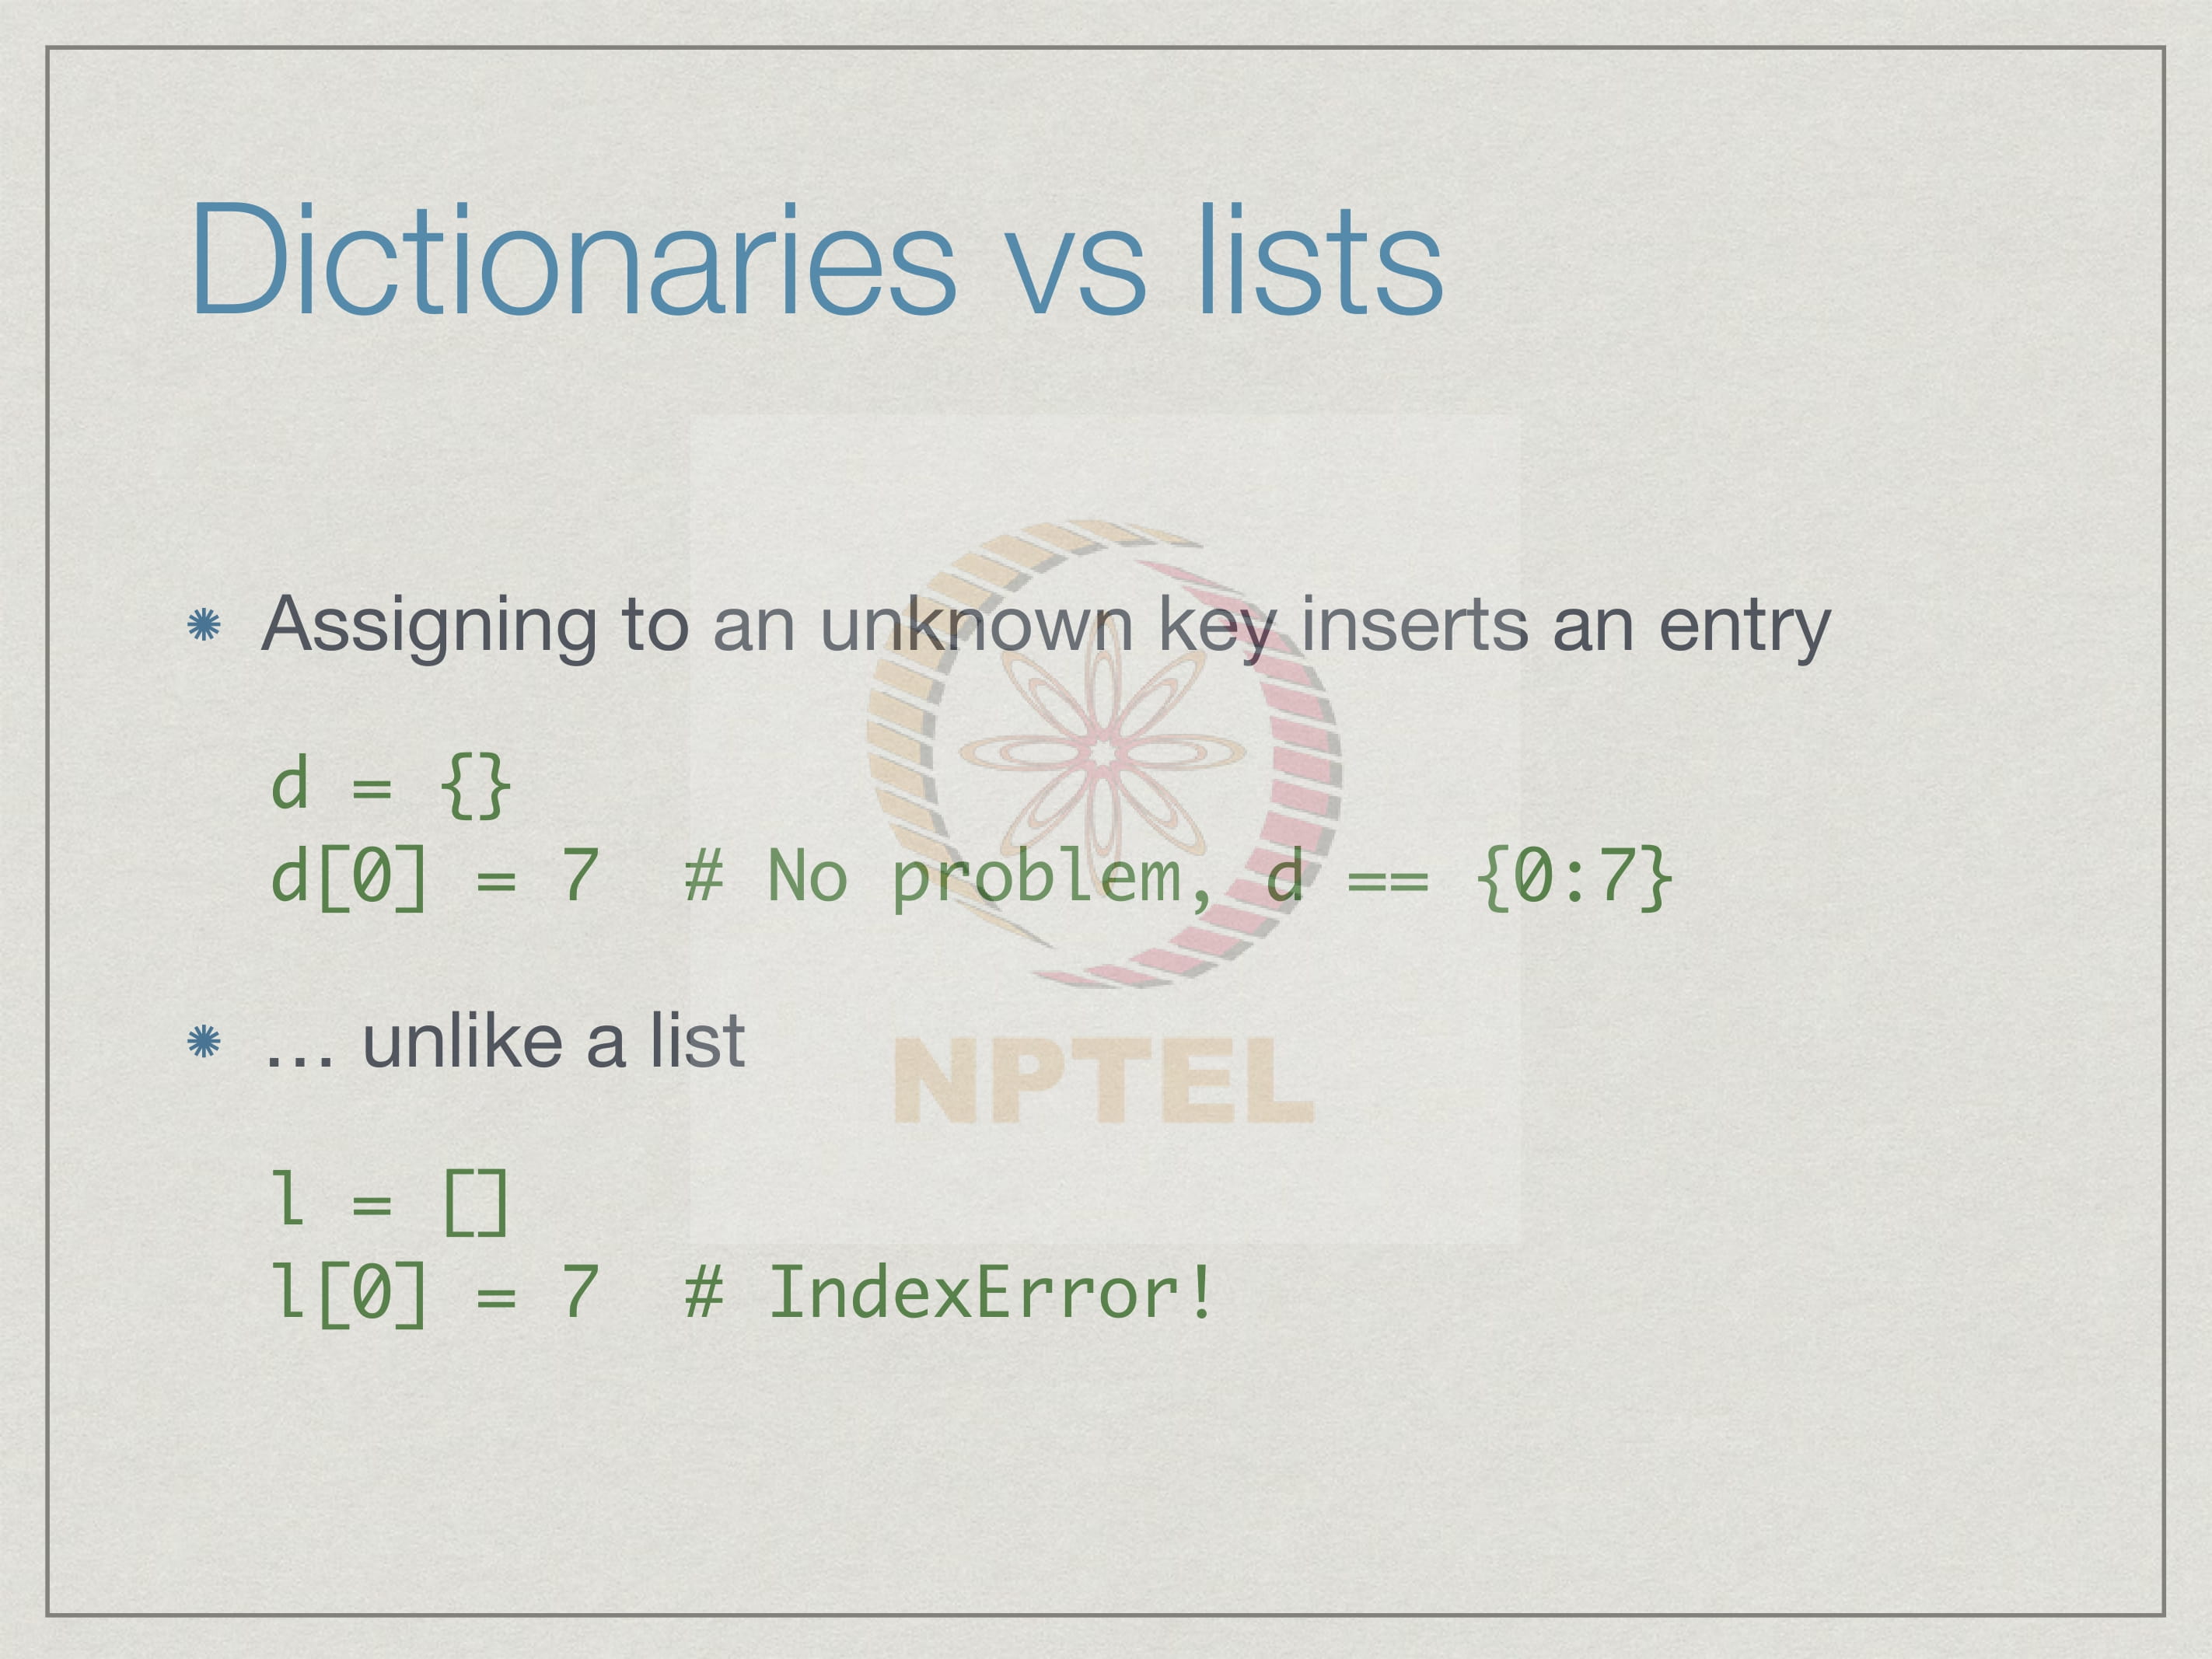 Dictionaries vs lists
Assigning to an unknown key inserts an entry
d = {}
d[0] = 7  # No problem, d == {0:7}
… unlike a list
NPTEL
l = []
l[0] = 7  # IndexError!